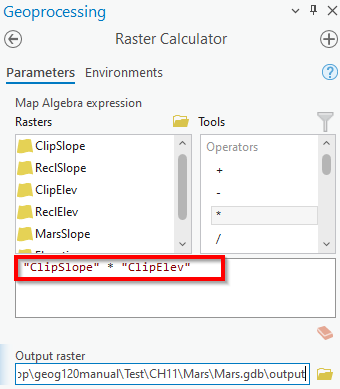 Geoprocessing
Raster Calculator
Parameters Environments
?
Map Algebra expression
Rasters Tools
ClipSlope
ReclSlope
ClipElev
ReclElev
MarsSlope
Operators
+
-
*
/
"ClipSlope" * "ClipElev"
Output raster
op\geog120manual\Test\CH11\Mars\Mars.gdb\output